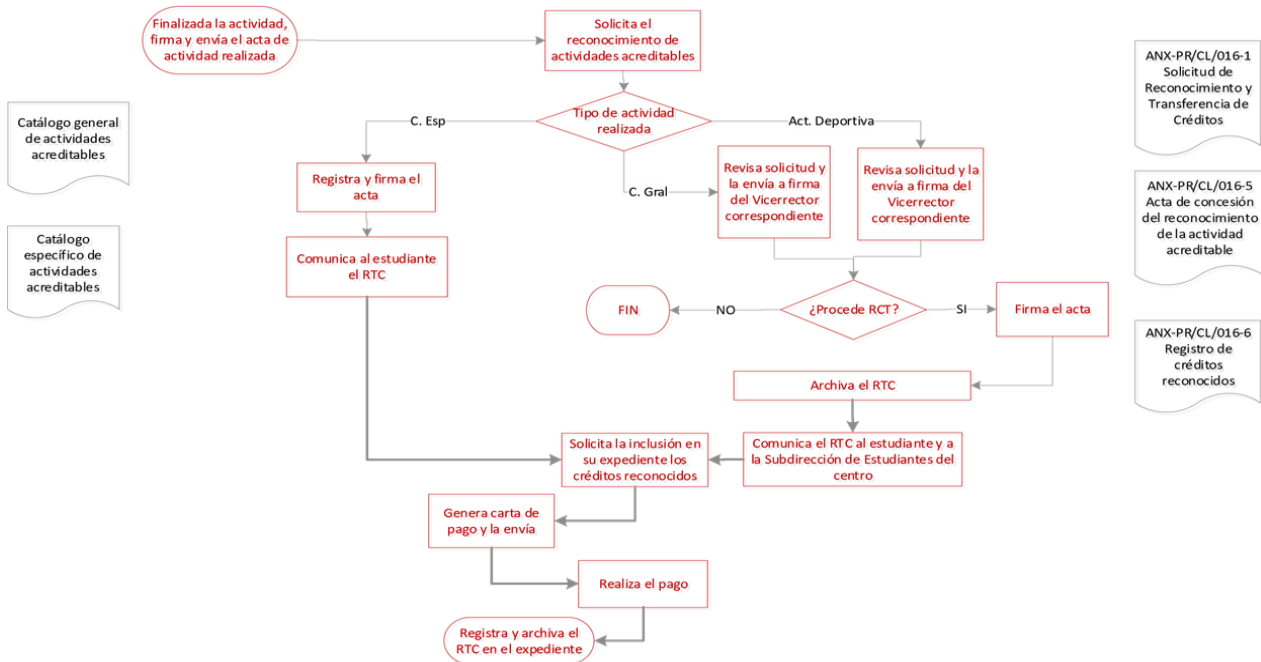 Finalizada la actividad,
firma y envía el acta de
actividad realizada
Solicita el
reconocimiento de
actividades acreditables
ANX-PR/CL/016-1
Solicitud de
Reconocimiento y
Transferencia de
Créditos
Catálogo general
de actividades
acreditables
C. Esp
Tipo de actividad
realizada
Act. Deportiva
Registra y firma el
acta
C. Gral
Revisa solicitud y
la envía a firma
del Vicerrector
correspondiente
Revisa solicitud y la
envía a firma del
Vicerrector
correspondiente
ANX-PR/CL/016-5
Acta de concesión
del reconocimiento
de la actividad
acreditable
Catálogo
específico de
actividades
acreditables
Comunica al estudiante
el RTC
FIN
NO
¿Procede RCT?
SI
Firma el acta
ANX-PR/CL/016-6
Registro de
créditos
reconocidos
Archiva el RTC
Solicita la inclusión en
su expediente los
créditos reconocidos
Comunica el RTC al estudiante y a
la Subdirección de Estudiantes del
centro
Genera carta de
pago y la envía
Realiza el pago
Registra y archiva el
RTC en el expediente